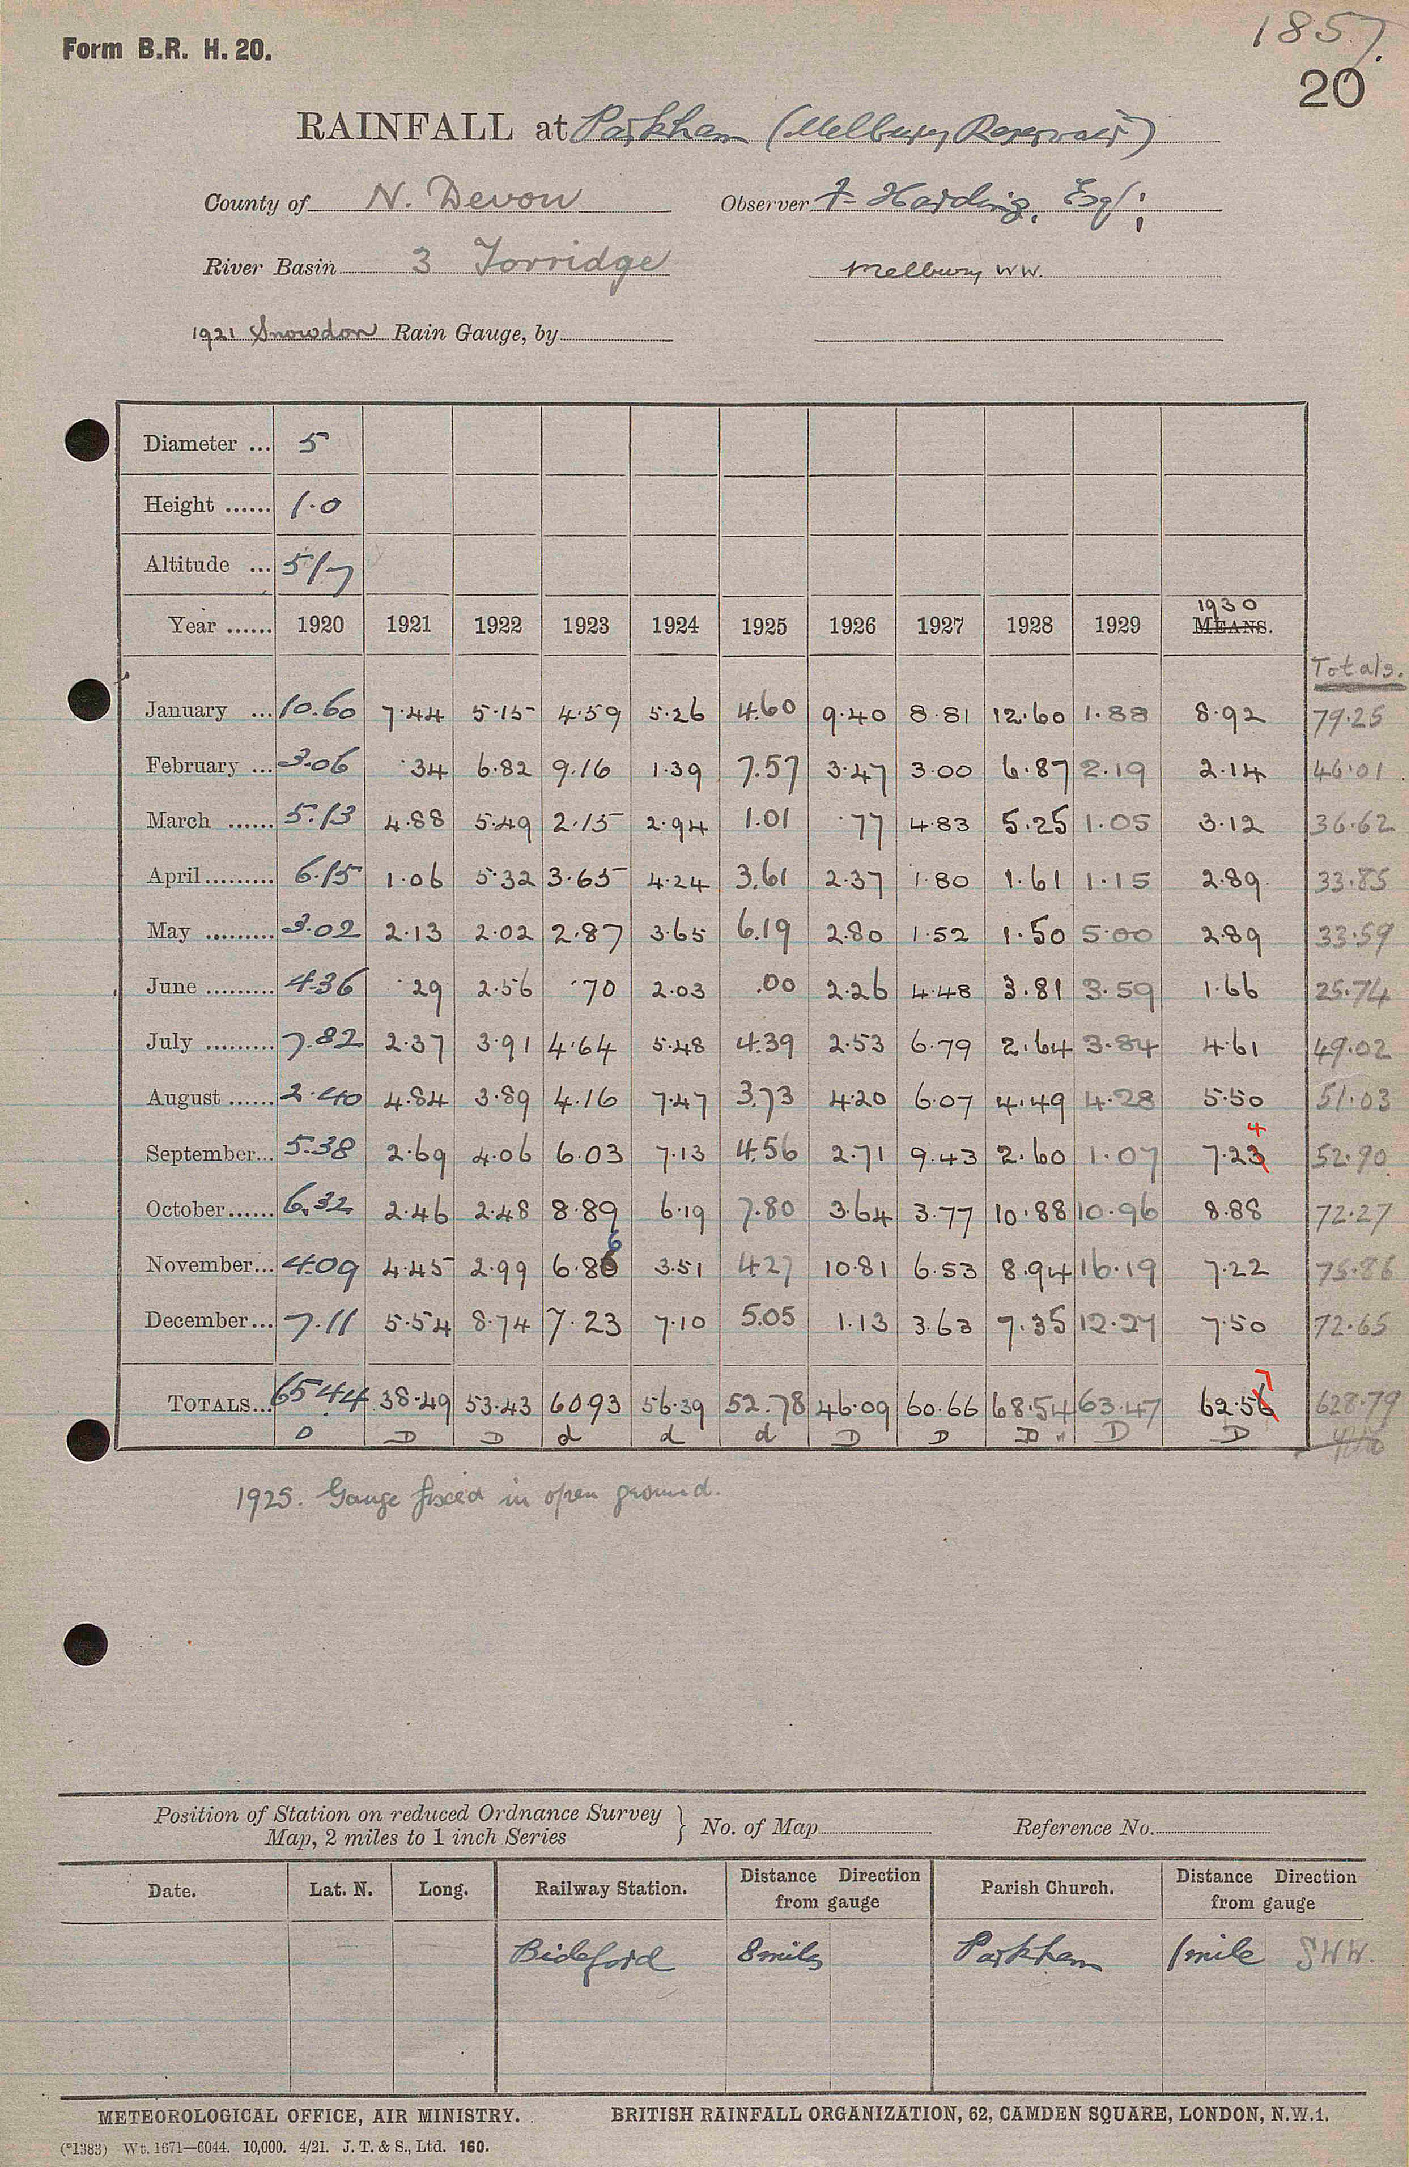 1857.
Form B.R. H. 20.
20
RAINFALL at Parkham (Melbury Reservoir)
County of N. Devon Observer F Harding, Esq;
River Basin 3 Torridge Melbury WW.
1921 Snowdon Rain Gauge, by
Diameter ... 5
Height ...... 1.0
Altitude ... 517
Year ...... 1920 1921 1922 1923 1924 1925 1926 1927 1928 1929 1930 MEANS.
Totals.
January ... 10.60 7.44 5.15 4.59 5.26 4.60 9.40 8.81 12.60 1.88 8.92 79.25
February ... 3.06 .34 6.82 9.16 1.39 7.57 3.47 3.00 6.87 2.19 2.14 46.01
March ...... 5.13 4.88 5.49 2.15 2.94 1.01 .77 4.83 5.25 1.05 3.12 36.62
April ......... 6.15 1.06 5.32 3.65 4.24 3.61 2.37 1.80 1.61 1.15 2.89 33.85
May ......... 3.02 2.13 2.02 2.87 3.65 6.19 2.80 1.52 1.50 5.00 2.89 33.59
June ......... 4.36 .29 2.56 .70 2.03 .00 2.26 4.48 3.81 3.59 1.66 25.74
July ......... 7.82 2.37 3.91 4.64 5.48 4.39 2.53 6.79 2.64 3.84 4.61 49.02
August ...... 2.40 4.84 3.89 4.16 7.47 3.73 4.20 6.07 4.49 4.28 5.50 51.03
4
September... 5.38 2.69 4.06 6.03 7.13 4.56 2.71 9.43 2.60 1.07 7.23 52.90
October...... 6.32 2.46 2.48 8.89 6.19 7.80 3.64 3.77 10.88 10.96 8.88 72.27
6
November... 4.09 4.45 2.99 6.86 3.51 4.27 10.81 6.53 8.94 16.19 7.22 75.86
December... 7.11 5.54 8.74 7.23 7.10 5.05 1.13 3.63 7.35 12.27 7.50 72.65
7
TOTALS... 65.44 38.49 53.43 60.93 56.39 52.78 46.09 60.66 68.54 63.47 62.56 628.79
D D D d d d D D D " D D
1925. Gauge fixed in open ground.
Position of Station on reduced Ordnance Survey
Map, 2 miles to 1 inch Series } No. of Map Reference No.
Date. Lat. N. Long. Railway Station. Distance Direction from gauge Parish Church. Distance Direction from gauge
Bideford 8 miles Parkham 1 mile SWW.
METEOROLOGICAL OFFICE, AIR MINISTRY. BRITISH RAINFALL ORGANIZATION, 62, CAMDEN SQUARE, LONDON, N.W.1.
(*1383) Wt. 1671—6044. 10,000. 4/21. J. T. & S., Ltd. 160.